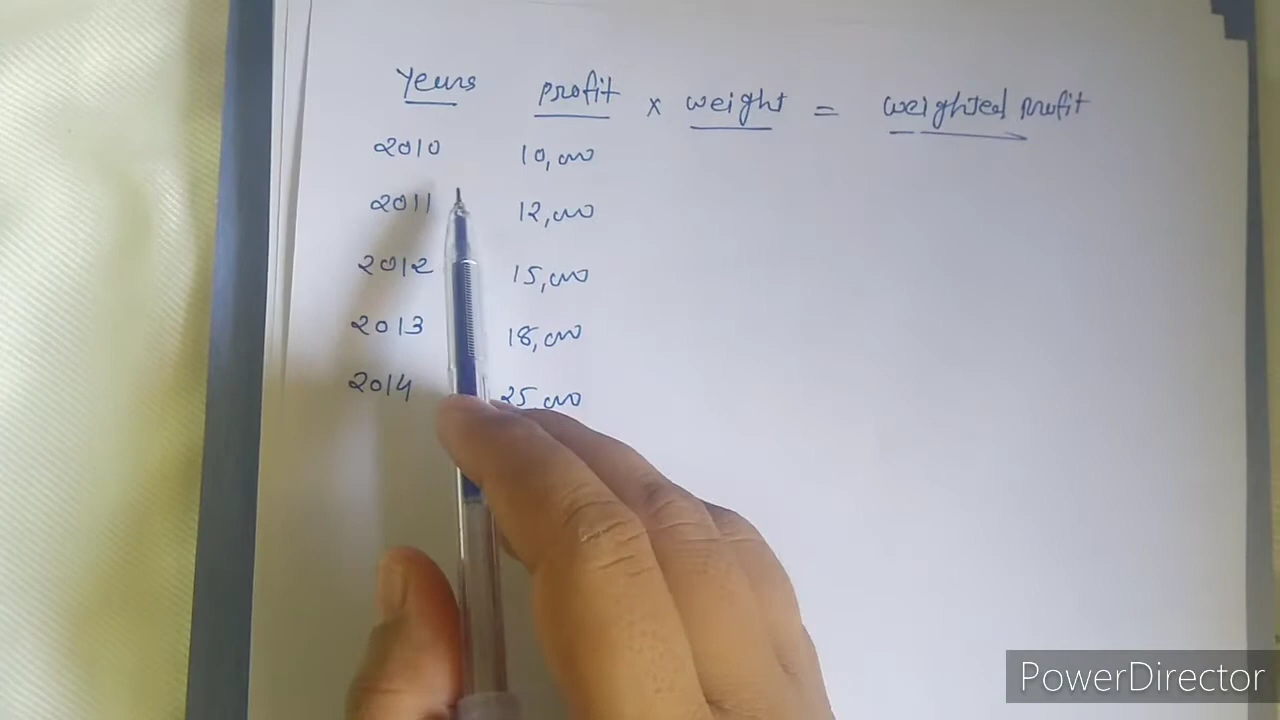 Years profit × weight = weighted profit
2010 10,000
2011 12,000
2012 15,000
2013 18,000
2014 25,000
PowerDirector